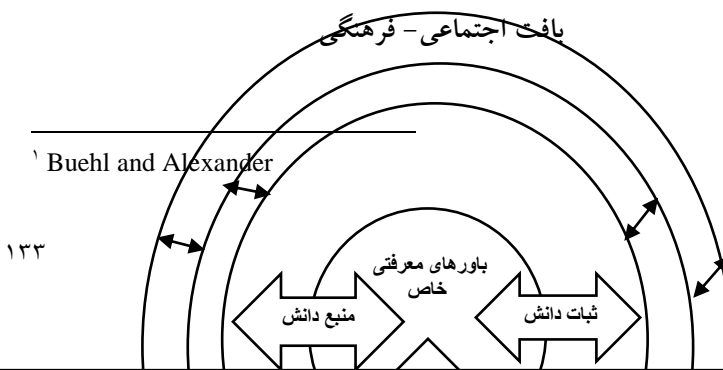 بافت اجتماعی - فرهنگی
۱ Buehl and Alexander
۱۳۳
باورهای معرفتی
خاص
ثبات دانش
منبع دانش